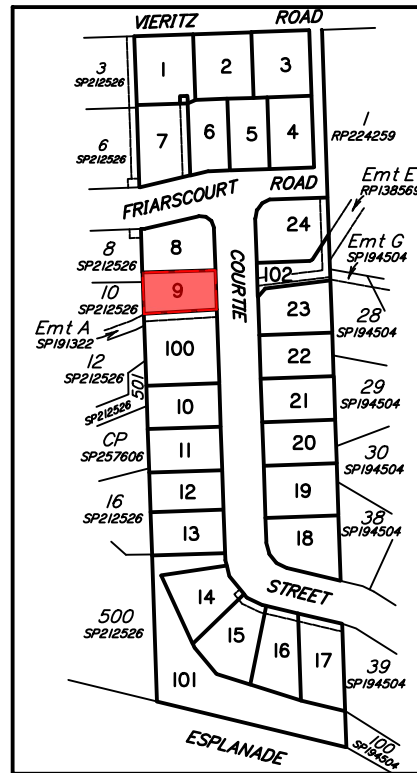 VIERITZ ROAD
3
SP212526
1
2
3
6
SP212526
7
6
5
4
1
RP224259
FRIARSCOURT ROAD
Emt E
RP138569
24
Emt G
SP194504
8
SP212526
8
COURTIE
102
10
SP212526
9
23
28
SP194504
Emt A
SP191322
100
22
12
SP212526
501
SP212526
29
SP194504
10
21
CP
SP257606
11
20
30
SP194504
16
SP212526
12
19
38
SP194504
13
18
STREET
14
500
SP212526
15
16
17
39
SP194504
101
100
SP194504
ESPLANADE